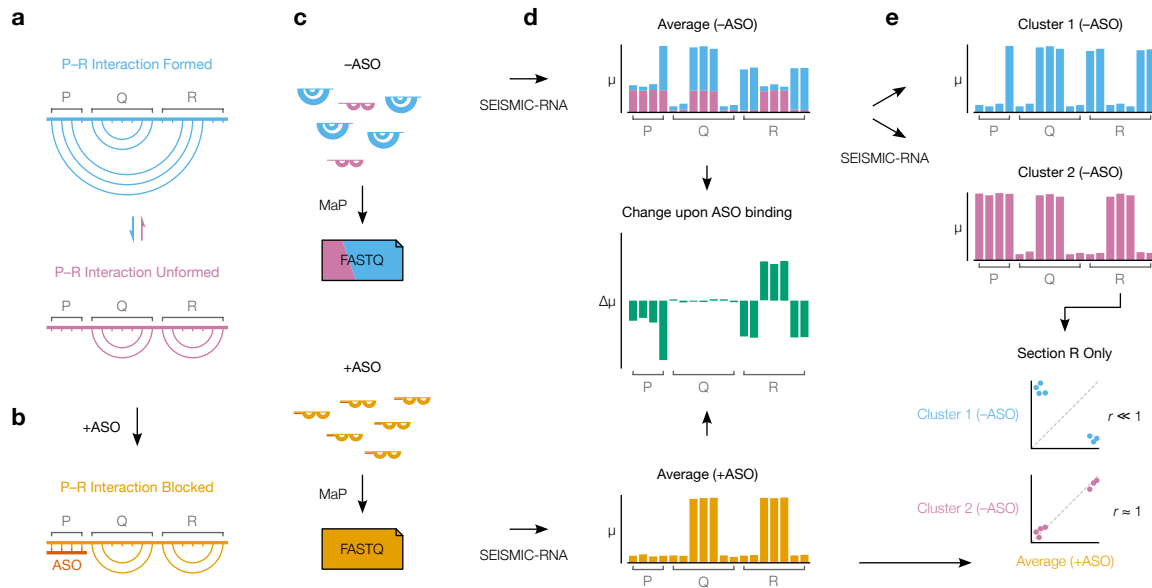 a
P–R Interaction Formed
P
Q
R
P–R Interaction Unformed
P
Q
R
b
+ASO
P–R Interaction Blocked
P
Q
R
ASO
c
–ASO
MaP
FASTQ
+ASO
MaP
FASTQ
SEISMIC-RNA
SEISMIC-RNA
d
Average (–ASO)
μ
P
Q
R
Change upon ASO binding
Δμ
P
Q
R
Average (+ASO)
μ
P
Q
R
e
SEISMIC-RNA
Cluster 1 (–ASO)
μ
P
Q
R
Cluster 2 (–ASO)
μ
P
Q
R
Section R Only
Cluster 1 (–ASO)
r ≪ 1
Cluster 2 (–ASO)
r ≈ 1
Average (+ASO)